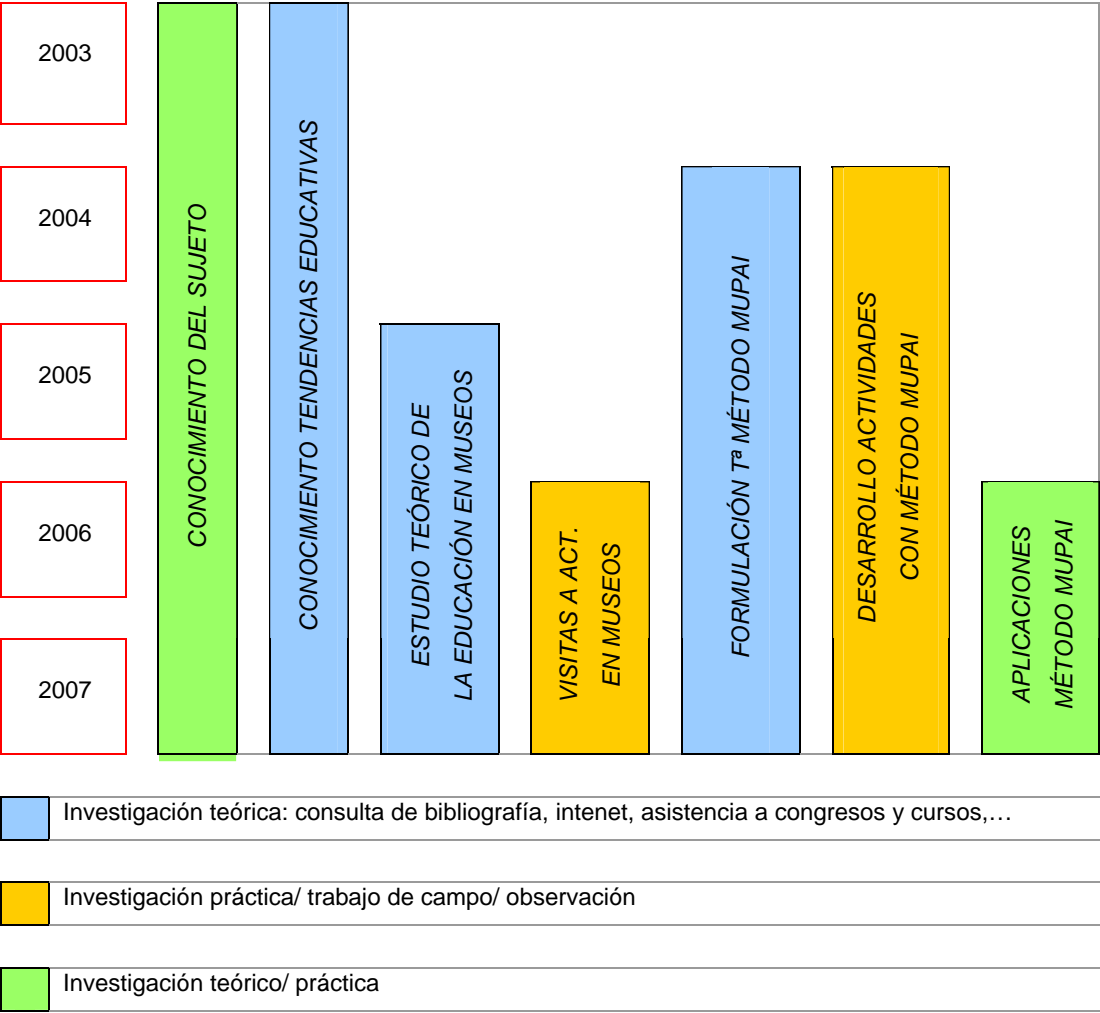 2003
2004
2005
2006
2007
CONOCIMIENTO DEL SUJETO
CONOCIMIENTO TENDENCIAS EDUCATIVAS
ESTUDIO TEÓRICO DE
LA EDUCACIÓN EN MUSEOS
VISITAS A ACT.
EN MUSEOS
FORMULACIÓN Tª MÉTODO MUPAI
DESARROLLO ACTIVIDADES
CON MÉTODO MUPAI
APLICACIONES
MÉTODO MUPAI
Investigación teórica: consulta de bibliografía, intenet, asistencia a congresos y cursos,…
Investigación práctica/ trabajo de campo/ observación
Investigación teórico/ práctica